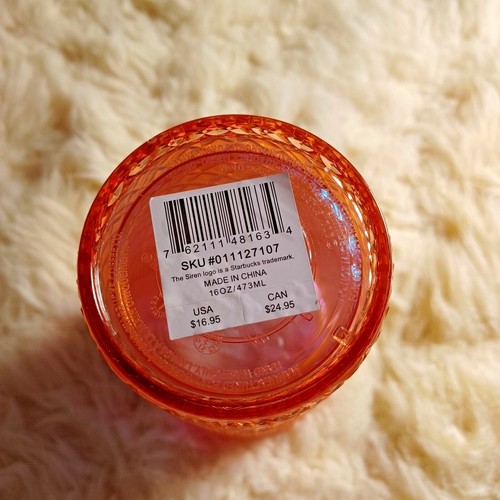 7 62111 48163 4
SKU #011127107
The Siren logo is a Starbucks trademark.
MADE IN CHINA
16OZ/473ML
USA CAN
$16.95 $24.95